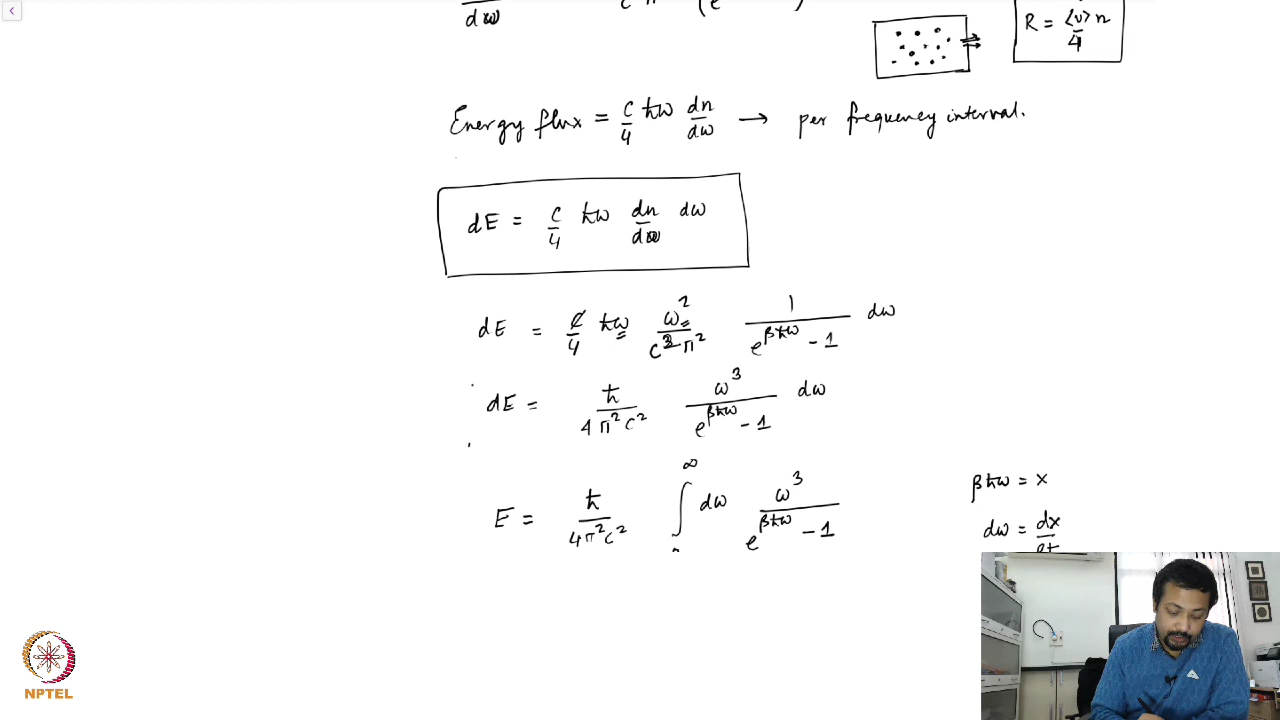 dω
R = <v> n / 4
Energy flux = c/4 ħω dn/dω → per frequency interval.
dE = c/4 ħω dn/dω dω
dE = c/4 ħω ω²/c³π² 1/e^βħω - 1 dω
dE = ħ/4π²c² ω³/e^βħω - 1 dω
E = ħ/4π²c² ∫ ∞ dω ω³/e^βħω - 1
βħω = x
dω = dx
NPTEL